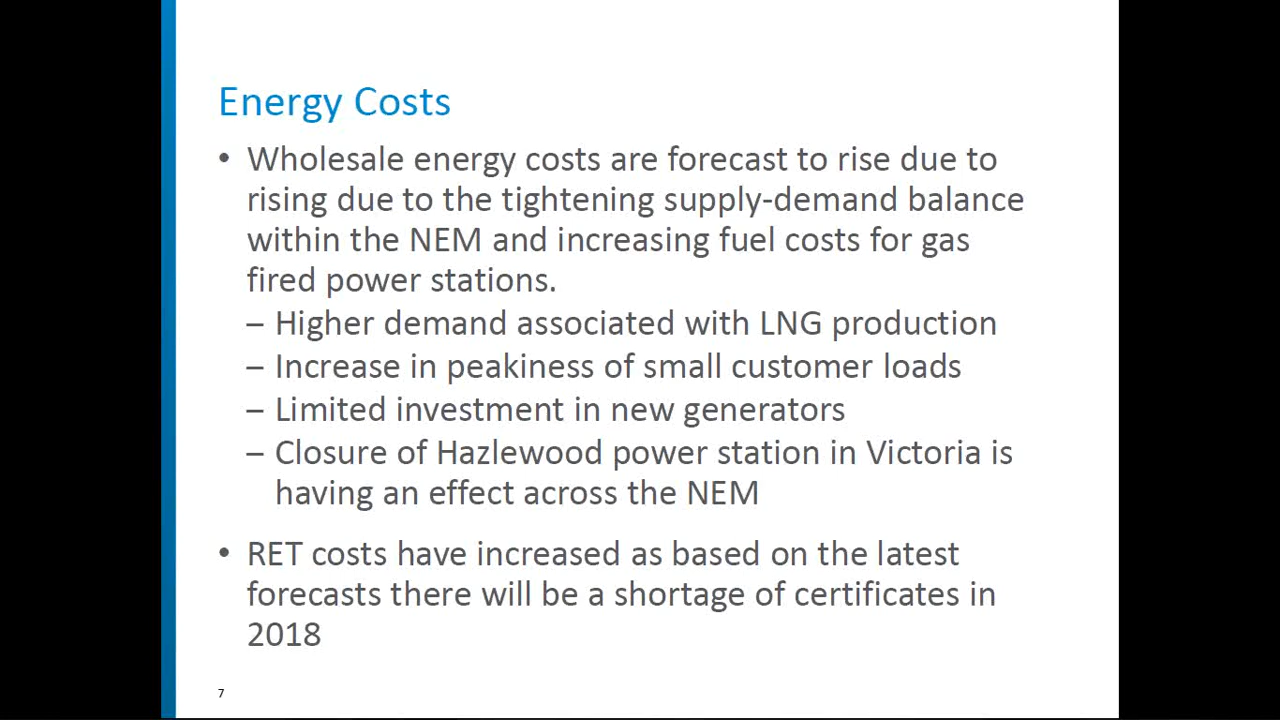 Energy Costs
• Wholesale energy costs are forecast to rise due to
rising due to the tightening supply-demand balance
within the NEM and increasing fuel costs for gas
fired power stations.
– Higher demand associated with LNG production
– Increase in peakiness of small customer loads
– Limited investment in new generators
– Closure of Hazlewood power station in Victoria is
having an effect across the NEM
• RET costs have increased as based on the latest
forecasts there will be a shortage of certificates in
2018
7